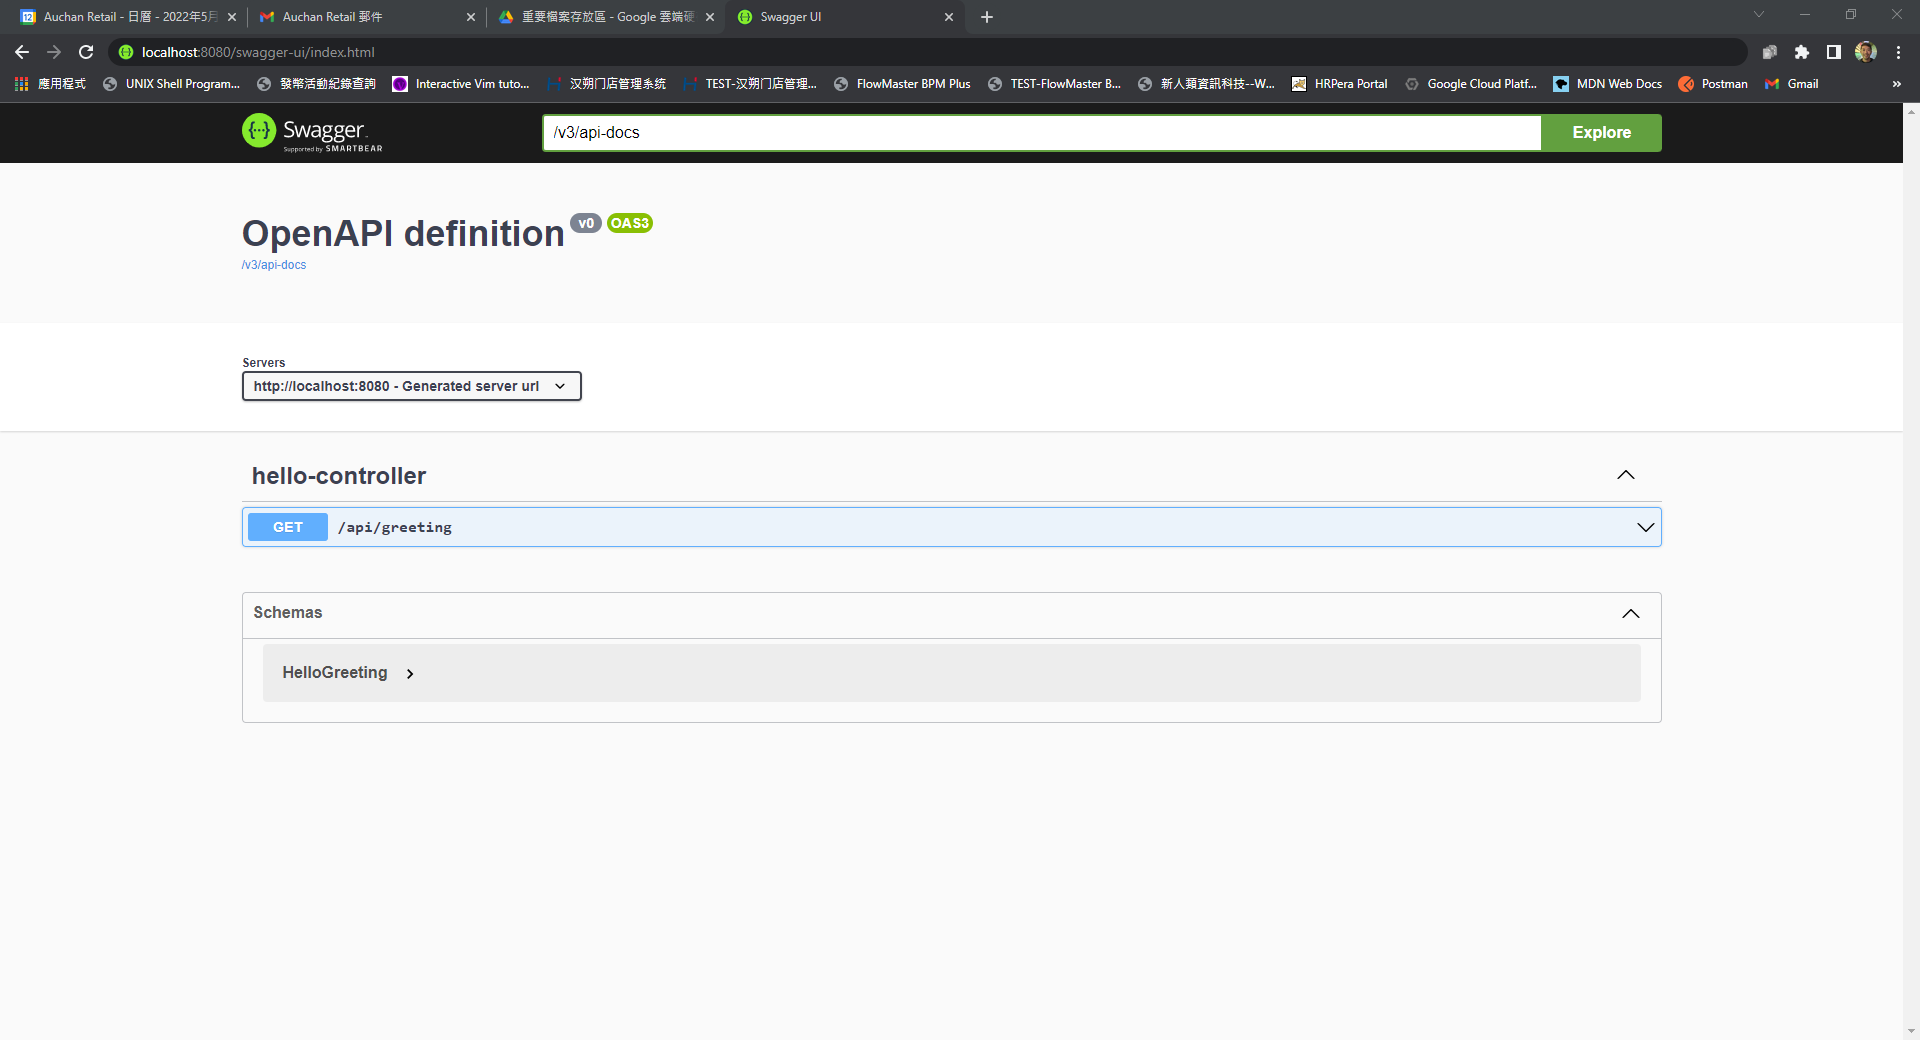 Auchan Retail - 日曆 - 2022年5月
Auchan Retail 郵件
重要檔案存放區 - Google 雲端硬
Swagger UI
localhost:8080/swagger-ui/index.html
應用程式
UNIX Shell Program...
發幣活動紀錄查詢
Interactive Vim tuto...
汉朔门店管理系统
TEST-汉朔门店管理...
FlowMaster BPM Plus
TEST-FlowMaster B...
新人類資訊科技--W...
HRPera Portal
Google Cloud Platf...
MDN Web Docs
Postman
Gmail
»
Swagger
Supported by SMARTBEAR
/v3/api-docs
Explore
OpenAPI definition v0 OAS3
/v3/api-docs
Servers
http://localhost:8080 - Generated server url
hello-controller
GET /api/greeting
Schemas
HelloGreeting